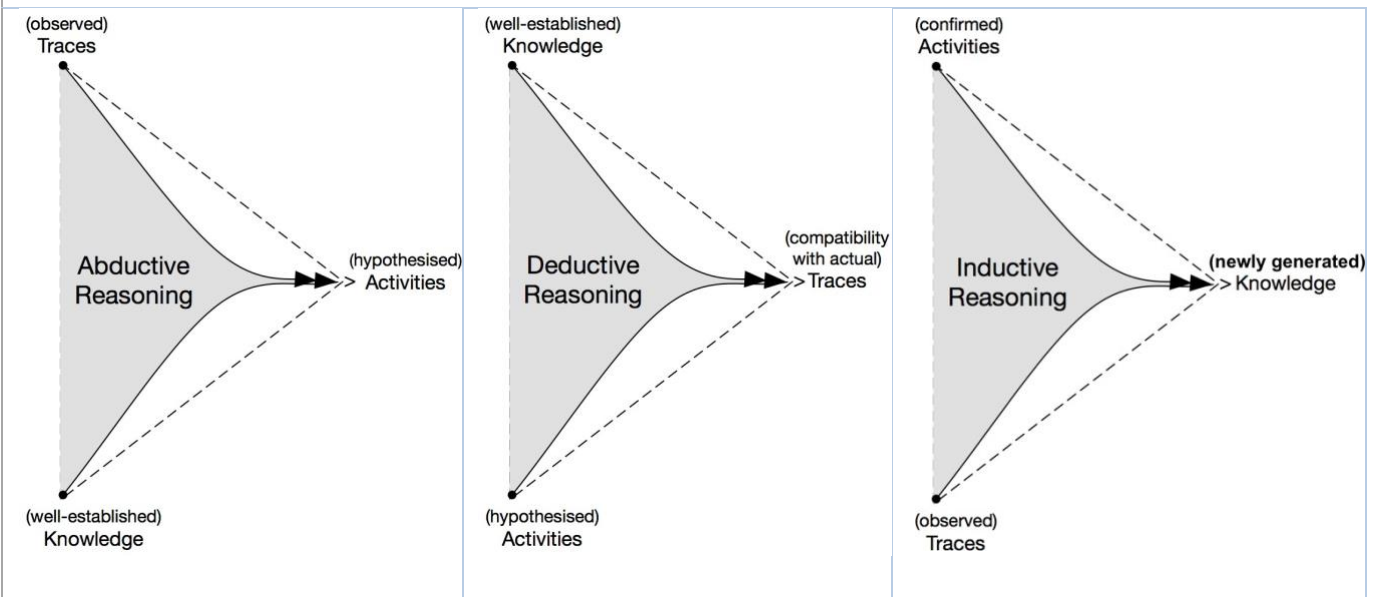 (observed)
Traces
Abductive
Reasoning
(hypothesised)
> Activities
(well-established)
Knowledge
(well-established)
Knowledge
Deductive
Reasoning
(compatibility
with actual)
> Traces
(hypothesised)
Activities
(confirmed)
Activities
Inductive
Reasoning
(newly generated)
> Knowledge
(observed)
Traces